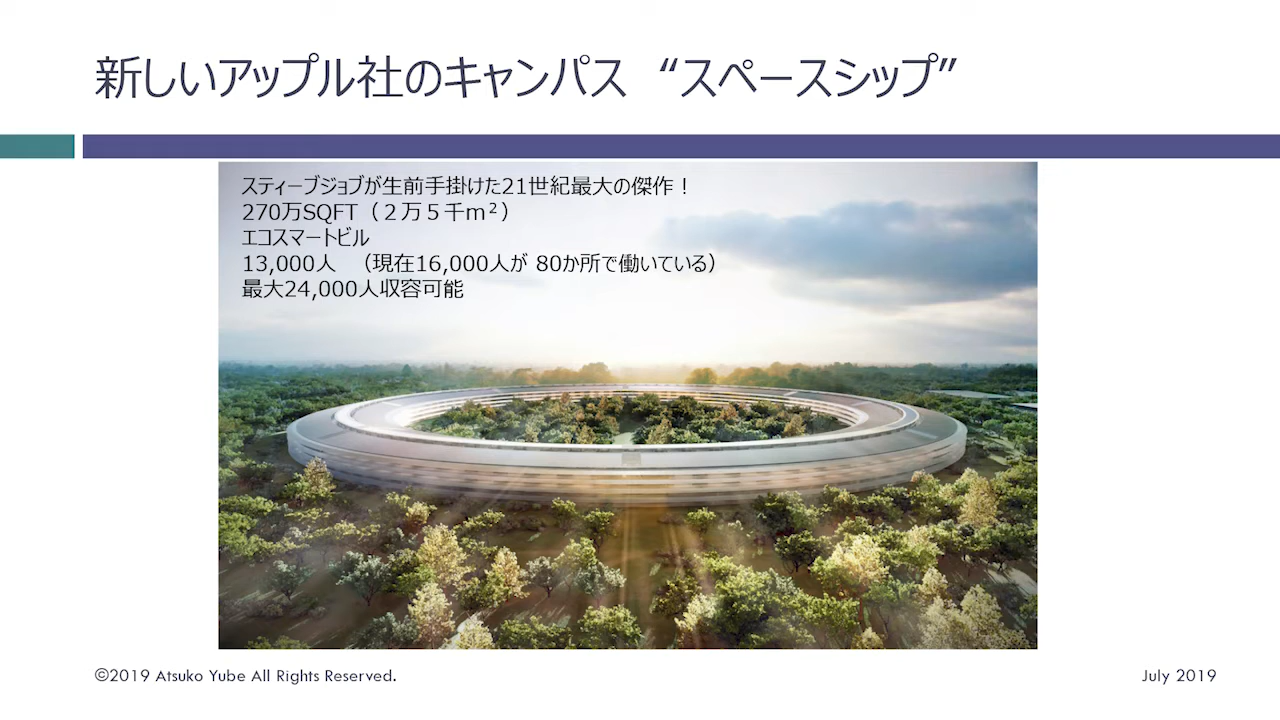 新しいアップル社のキャンパス “スペースシップ”
スティーブジョブが生前手掛けた21世紀最大の傑作！
270万SQFT（２万５千m²）
エコスマートビル
13,000人　（現在16,000人が 80か所で働いている）
最大24,000人収容可能
©2019 Atsuko Yube All Rights Reserved.
July 2019